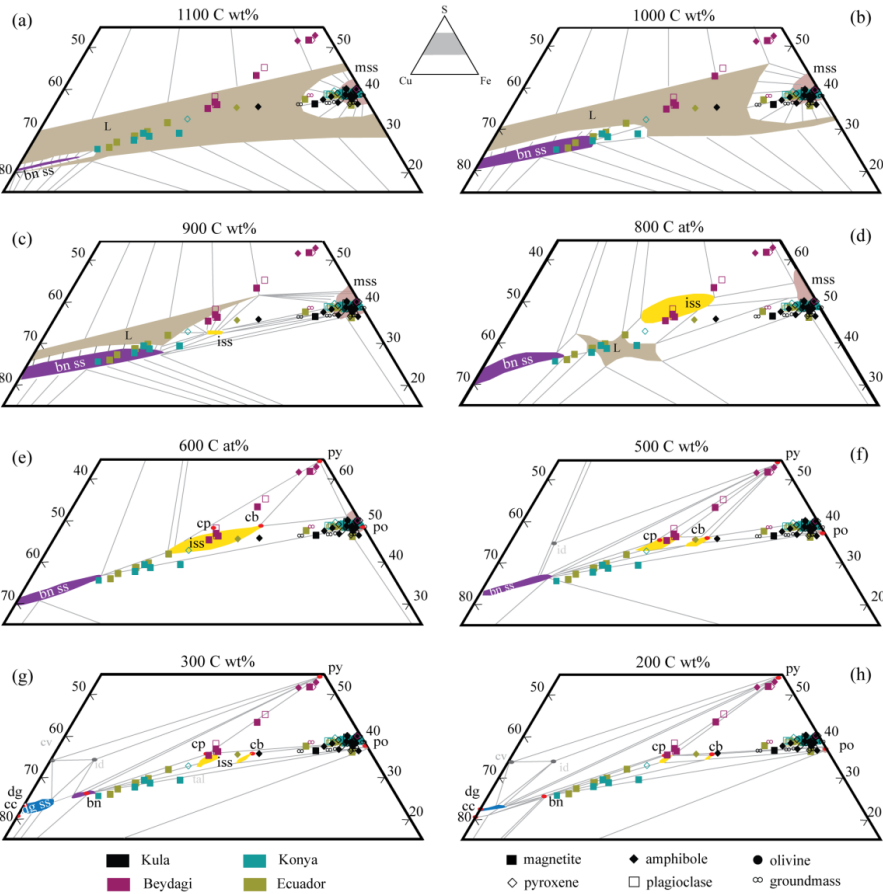 (a)
1100 C wt%
50
60
mss
40
L
70
30
80
bn ss
20
S
Cu
Fe
(b)
1000 C wt%
50
60
mss
40
L
70
30
80
bn ss
20
(c)
900 C wt%
50
60
mss
40
L
70
iss
30
bn ss
80
20
(d)
800 C at%
40
60
mss
50
iss
50
60
L
40
bn ss
70
30
(e)
600 C at%
py
40
60
cp
cb
50
po
iss
60
40
bn ss
70
30
(f)
500 C wt%
py
50
50
60
40
cp
cb
id
po
iss
70
30
bn ss
80
20
(g)
300 C wt%
py
50
50
60
cv
cp
cb
40
po
id
iss
70
tal
30
dg
cc
dg ss
bn
80
20
(h)
200 C wt%
py
50
50
60
cv
cp
cb
40
po
id
70
30
dg
cc
bn
80
20
Kula
Konya
magnetite
amphibole
olivine
Beydagi
Ecuador
pyroxene
plagioclase
groundmass